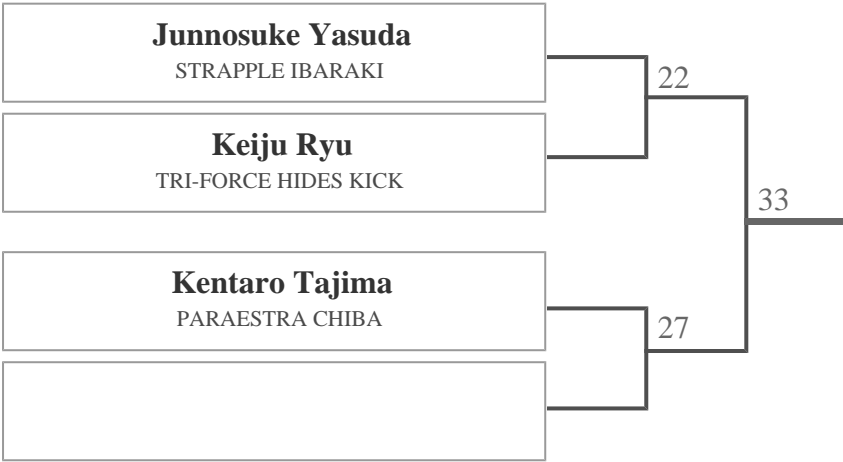 Junnosuke Yasuda
STRAPPLE IBARAKI
22
Keiju Ryu
TRI-FORCE HIDES KICK
33
Kentaro Tajima
PARAESTRA CHIBA
27